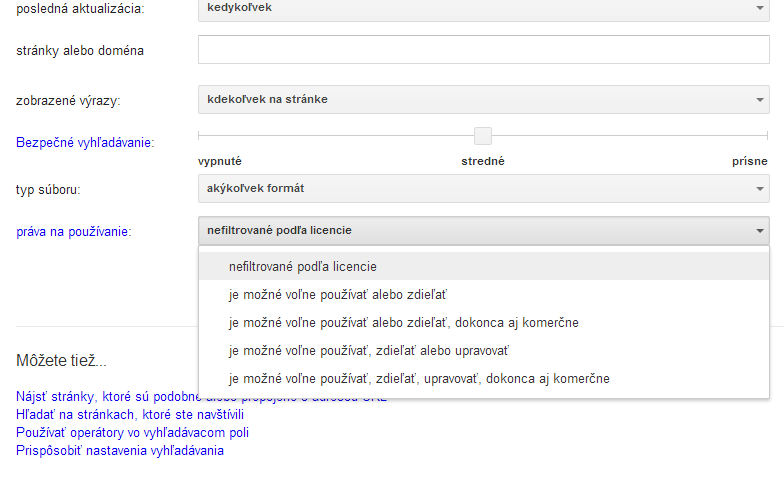 posledná aktualizácia: kedykoľvek
stránky alebo doména
zobrazené výrazy: kdekoľvek na stránke
Bezpečné vyhľadávanie:
vypnuté stredné prísne
typ súboru: akýkoľvek formát
práva na používanie: nefiltrované podľa licencie
nefiltrované podľa licencie
je možné voľne používať alebo zdieľať
je možné voľne používať alebo zdieľať, dokonca aj komerčne
je možné voľne používať, zdieľať alebo upravovať
je možné voľne používať, zdieľať, upravovať, dokonca aj komerčne
Môžete tiež...
Nájsť stránky, ktoré sú podobné alebo prepojené s adresou URL
Hľadať na stránkach, ktoré ste navštívili
Používať operátory vo vyhľadávacom poli
Prispôsobiť nastavenia vyhľadávania